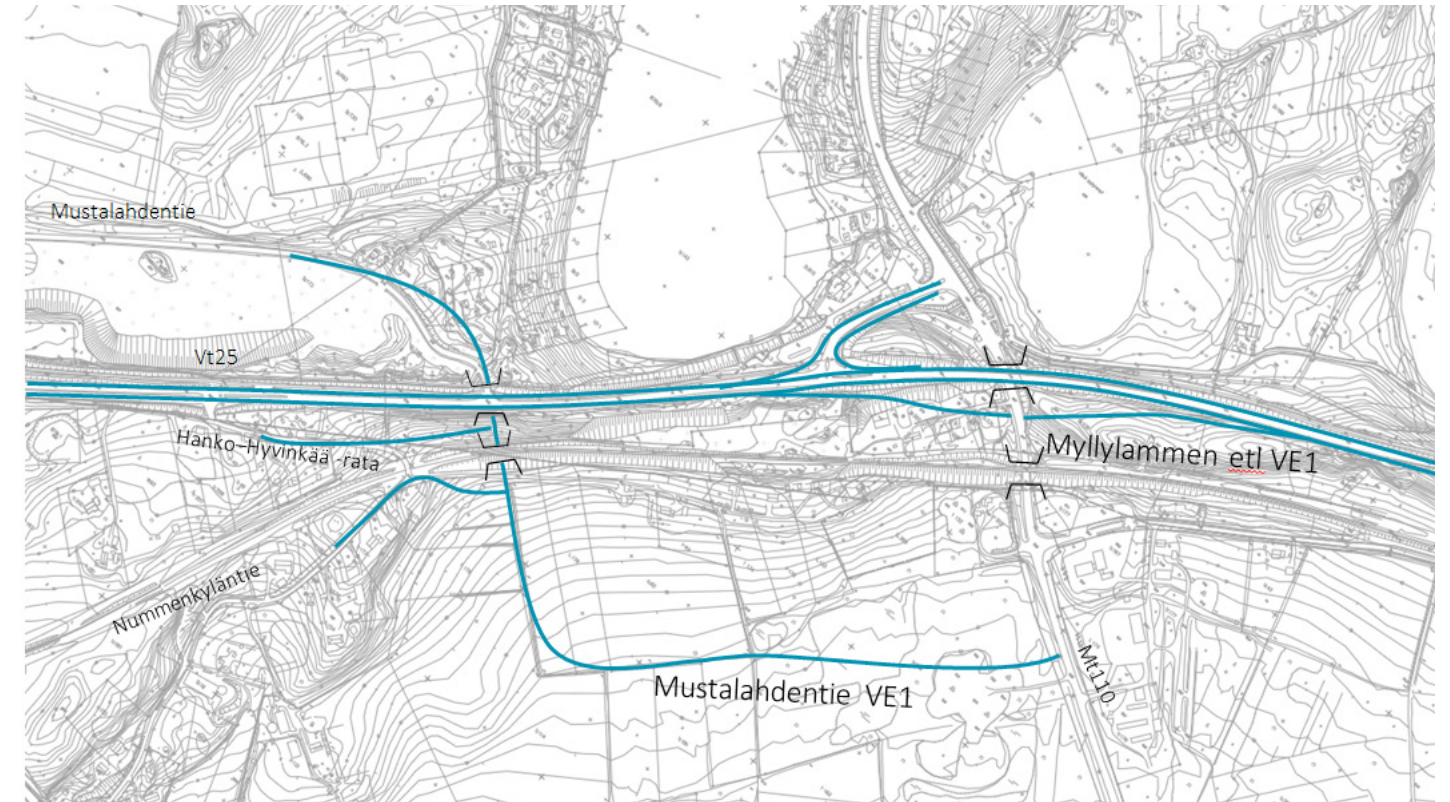 Mustalahdentie
Vt25
Hanko–Hyvinkää -rata
Myllylammen etl VE1
Nummenkyläntie
Mustalahdentie VE1
Mt110